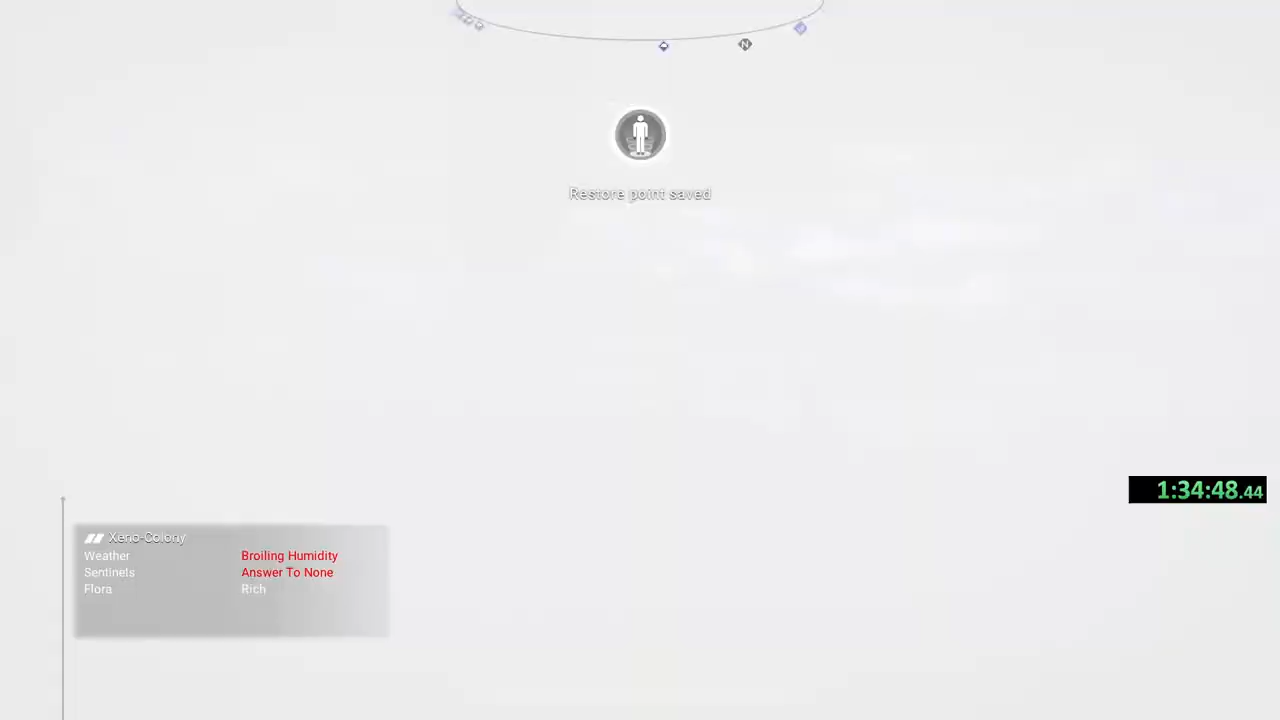 N
Restore point saved
1:34:48.44
Xeno-Colony
Weather Broiling Humidity
Sentinels Answer To None
Flora Rich